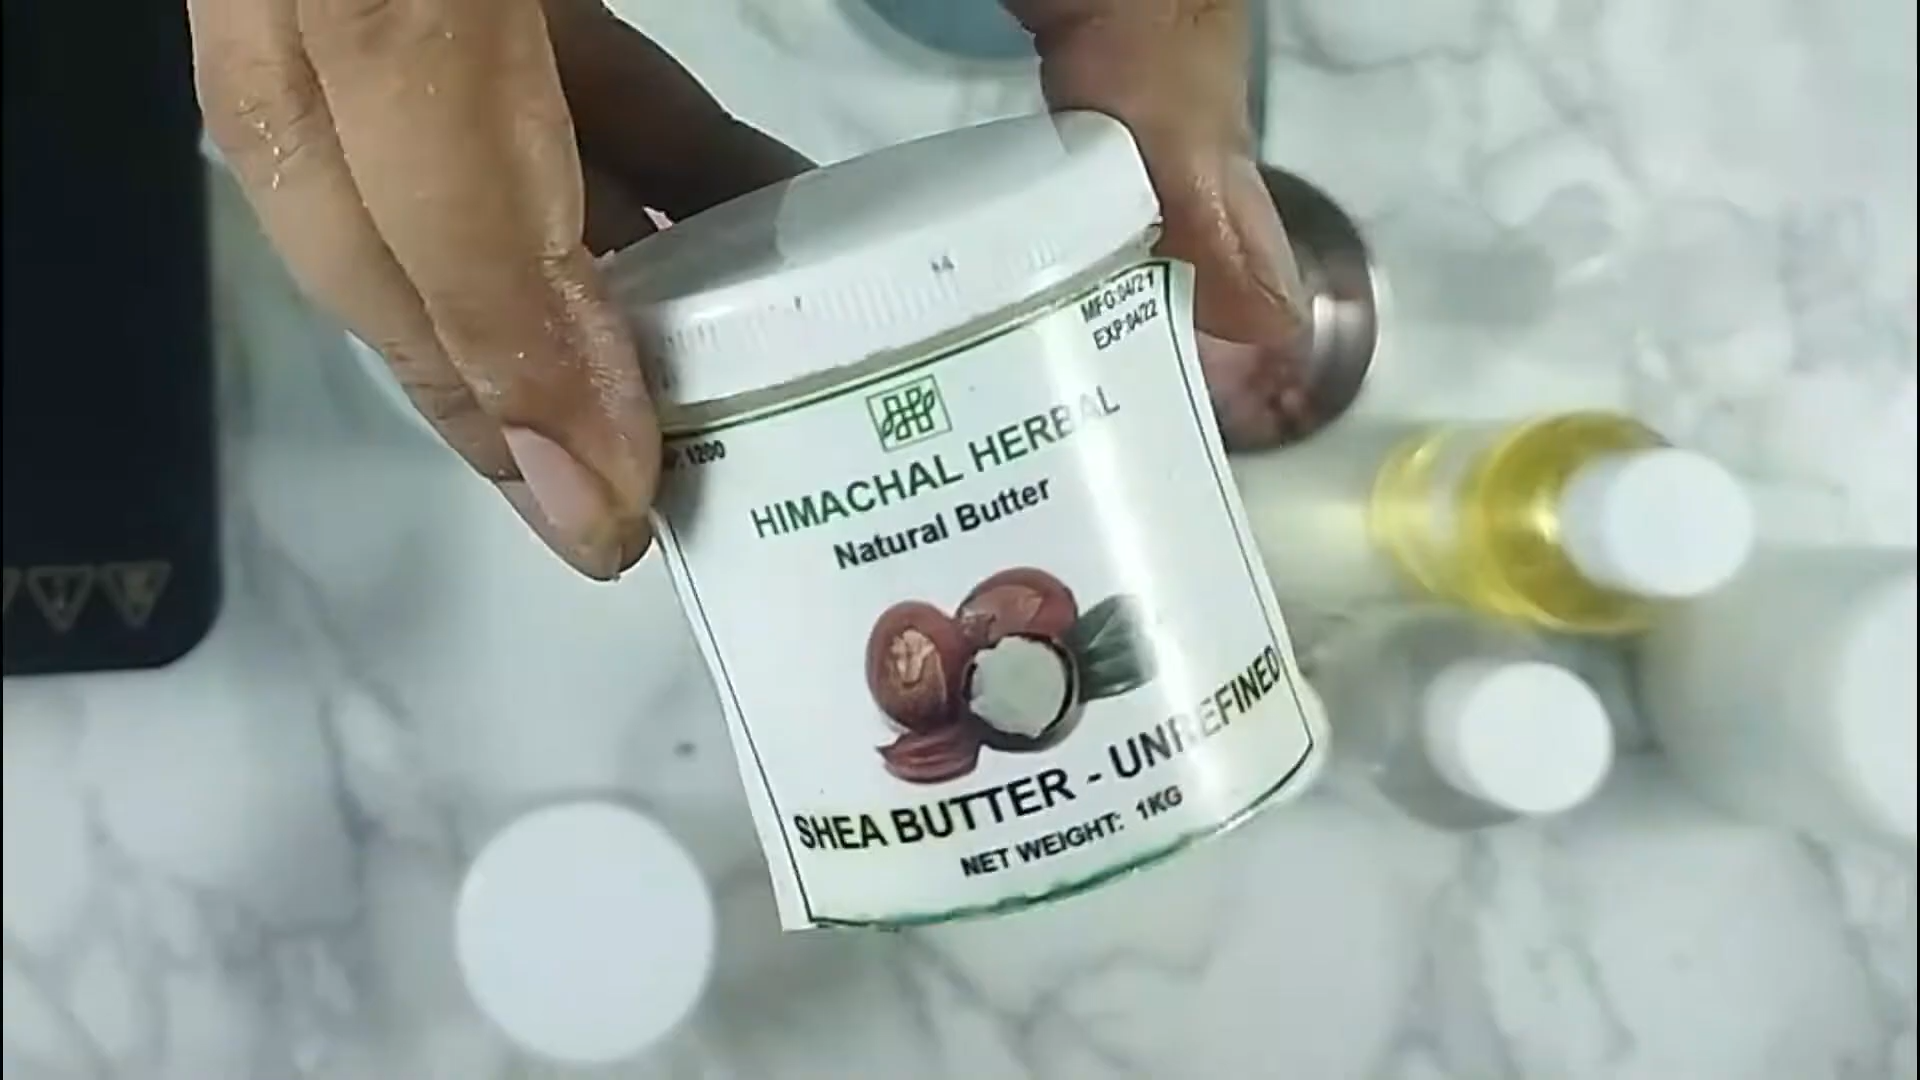 MFG:04/21
EXP:04/22
1200
HIMACHAL HERBAL
Natural Butter
SHEA BUTTER - UNREFINED
NET WEIGHT: 1KG